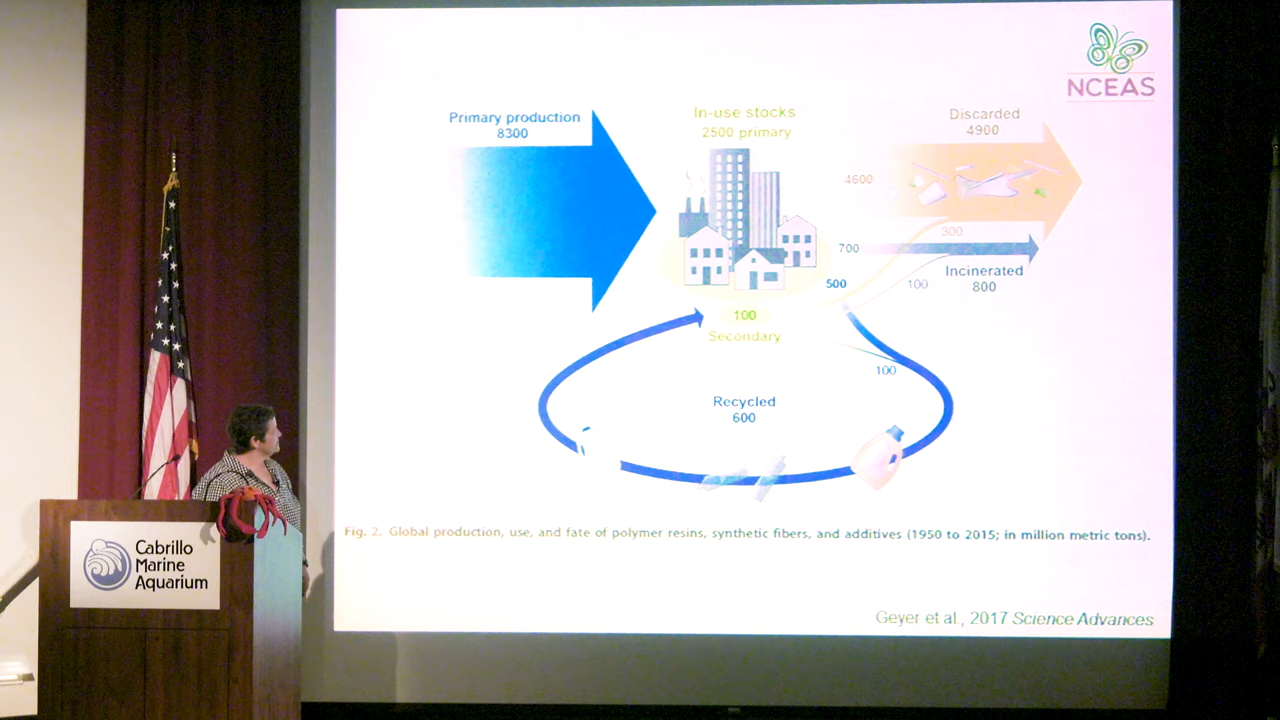 NCEAS
Primary production
8300
In-use stocks
2500 primary
Discarded
4900
4600
300
700
Incinerated
800
500
100
100
Secondary
100
Recycled
600
Fig. 2. Global production, use, and fate of polymer resins, synthetic fibers, and additives (1950 to 2015; in million metric tons).
Geyer et al., 2017 Science Advances
Cabrillo
Marine
Aquarium